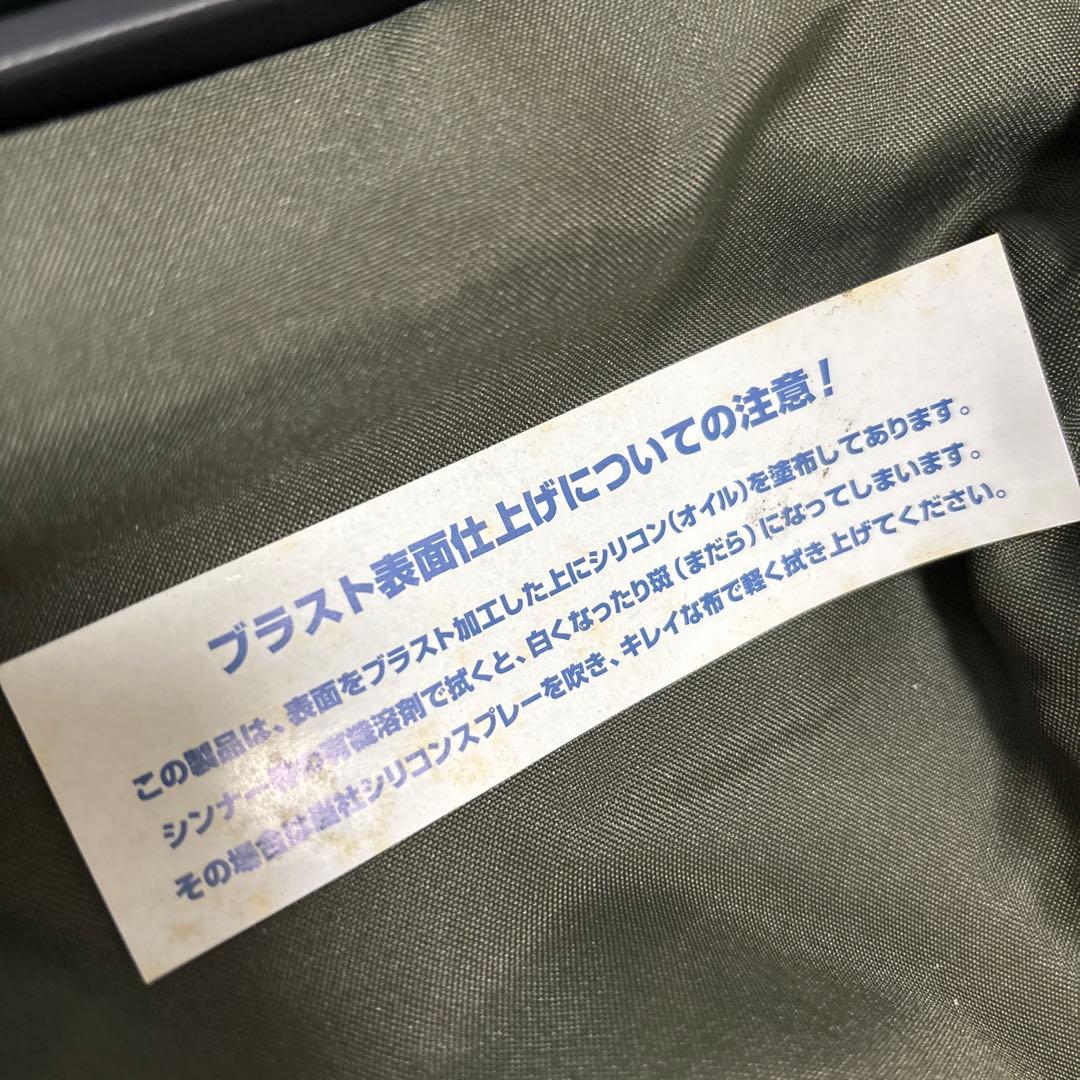 ブラスト表面仕上げについての注意!
この製品は、表面をブラスト加工した上にシリコン(オイル)を塗布してあります。
シンナー等の有機溶剤で拭くと、白くなったり斑(まだら)になってしまいます。
その場合は当社シリコンスプレーを吹き、キレイな布で軽く拭き上げてください。